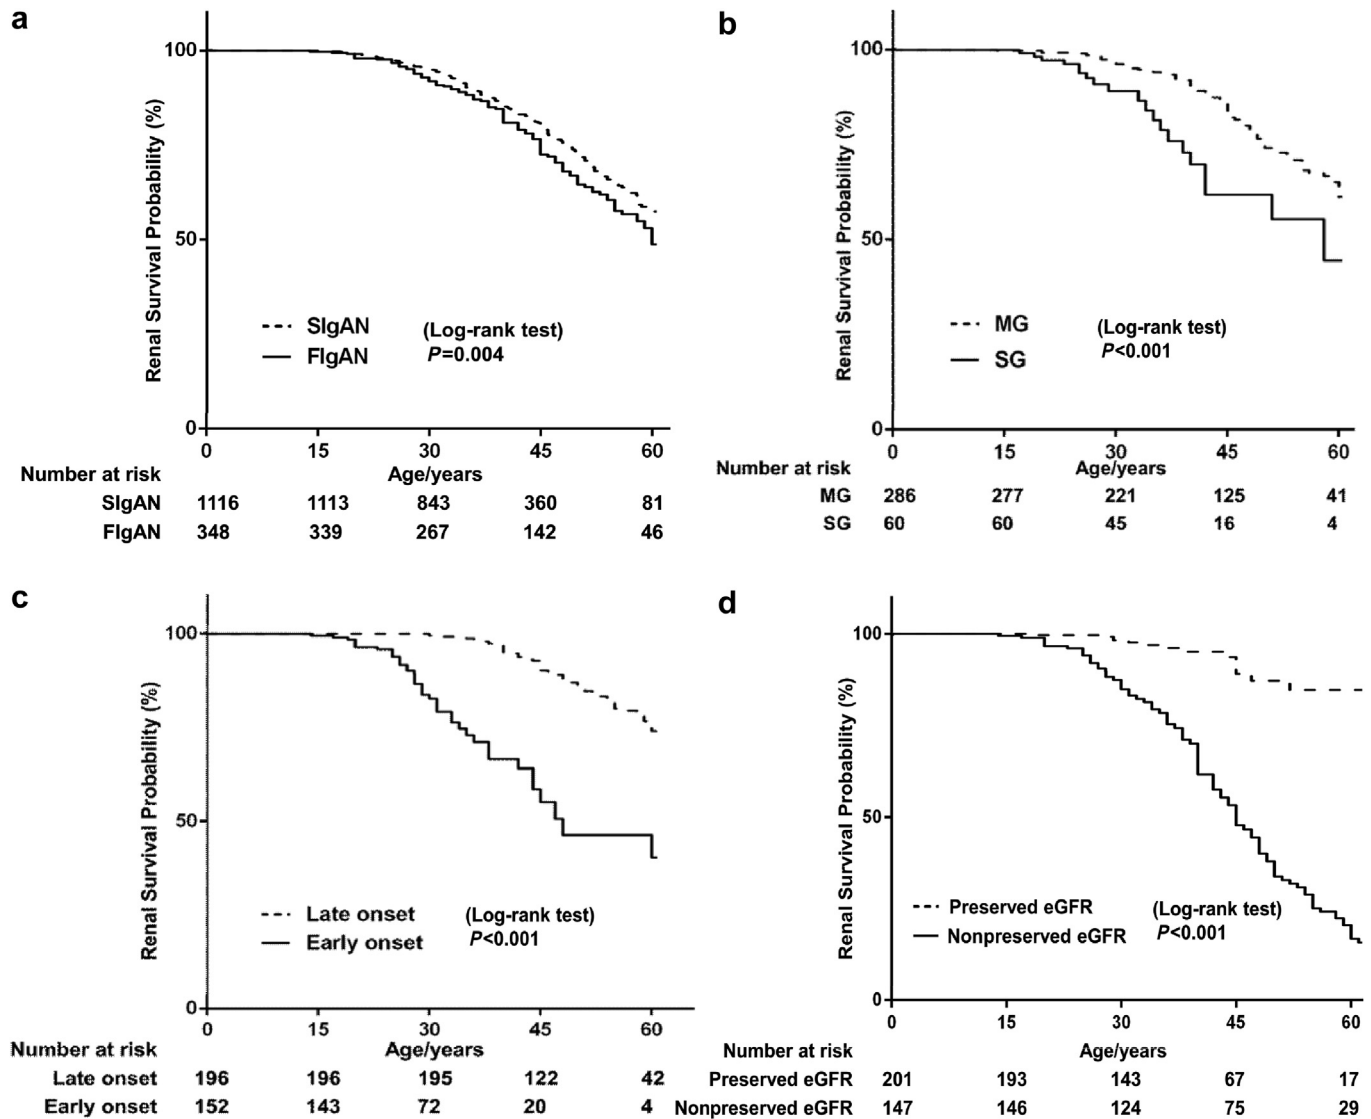 a
Renal Survival Probability (%)
100
50
0
SIgAN
FIgAN
(Log-rank test)
P=0.004
0 15 30 45 60
Age/years
Number at risk
SIgAN 1116 1113 843 360 81
FIgAN 348 339 267 142 46
b
Renal Survival Probability (%)
100
50
0
MG
SG
(Log-rank test)
P<0.001
0 15 30 45 60
Age/years
Number at risk
MG 286 277 221 125 41
SG 60 60 45 16 4
c
Renal Survival Probability (%)
100
50
0
Late onset
Early onset
(Log-rank test)
P<0.001
0 15 30 45 60
Age/years
Number at risk
Late onset 196 196 195 122 42
Early onset 152 143 72 20 4
d
Renal Survival Probability (%)
100
50
0
Preserved eGFR
Nonpreserved eGFR
(Log-rank test)
P<0.001
0 15 30 45 60
Age/years
Number at risk
Preserved eGFR 201 193 143 67 17
Nonpreserved eGFR 147 146 124 75 29